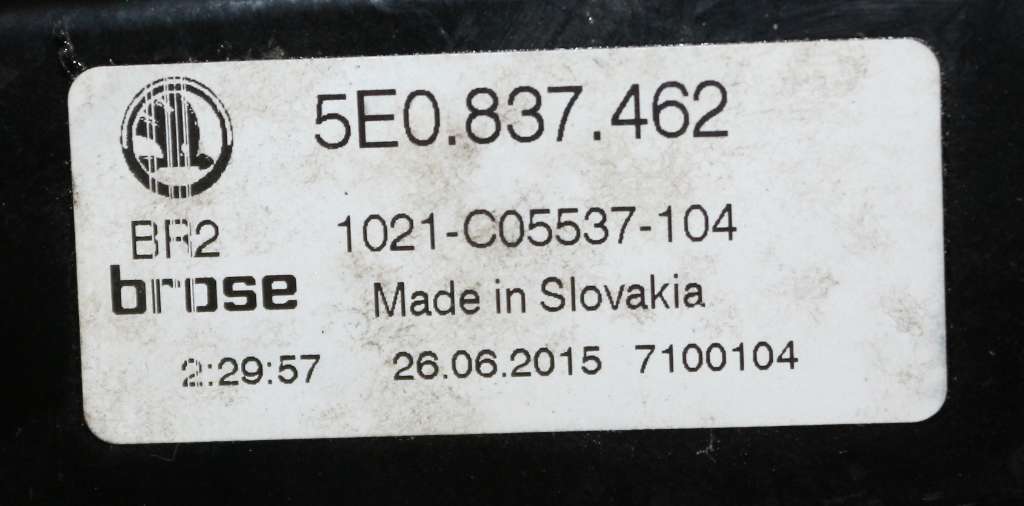 5E0.837.462
BR2 1021-C05537-104
brose Made in Slovakia
2:29:57 26.06.2015 7100104